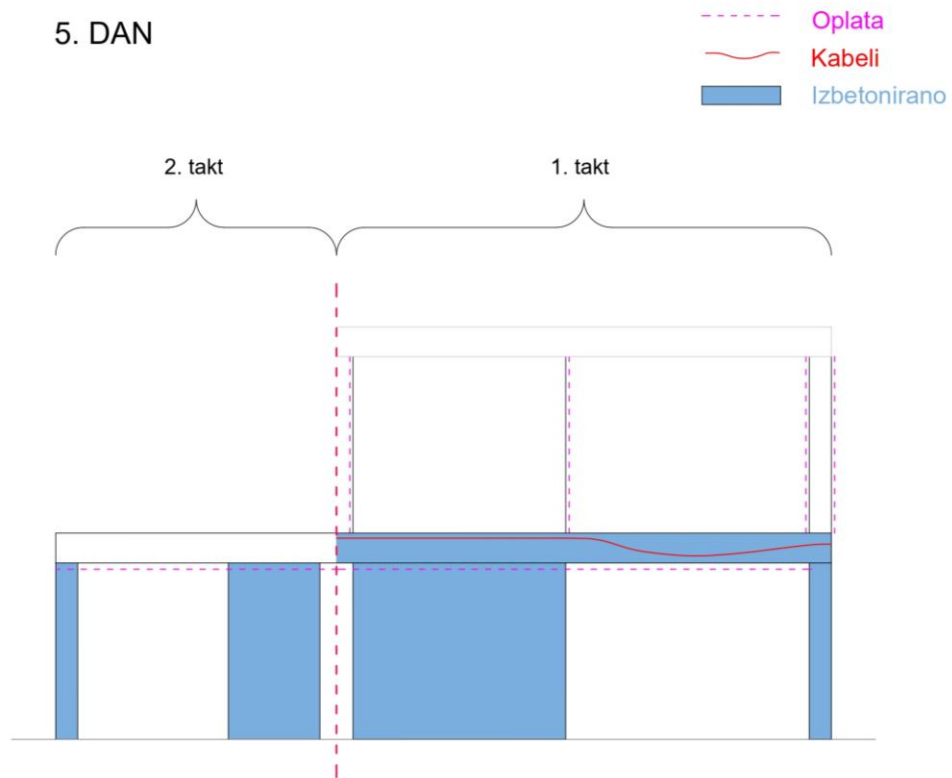 5. DAN
Oplata
Kabeli
Izbetonirano
2. takt
1. takt